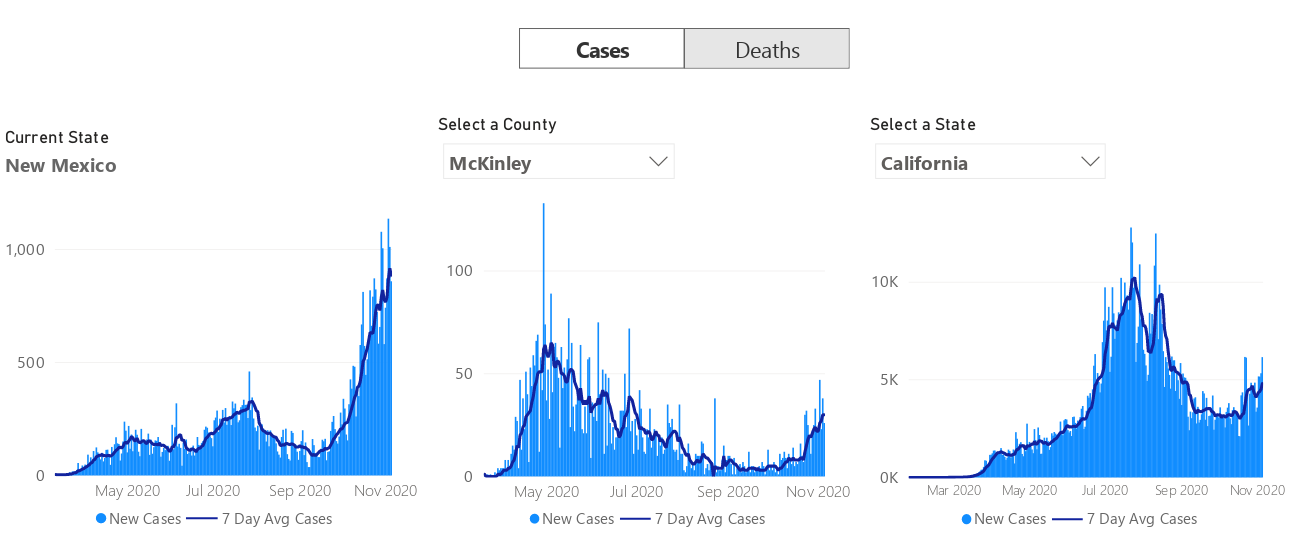 Cases Deaths
Current State
New Mexico
1,000
500
0
May 2020 Jul 2020 Sep 2020 Nov 2020
New Cases 7 Day Avg Cases
Select a County
McKinley
100
50
0
May 2020 Jul 2020 Sep 2020 Nov 2020
New Cases 7 Day Avg Cases
Select a State
California
10K
5K
0K
Mar 2020 May 2020 Jul 2020 Sep 2020 Nov 2020
New Cases 7 Day Avg Cases